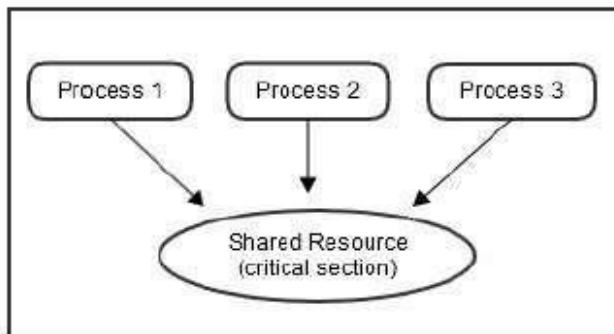 Process 1
Process 2
Process 3
Shared Resource
(critical section)